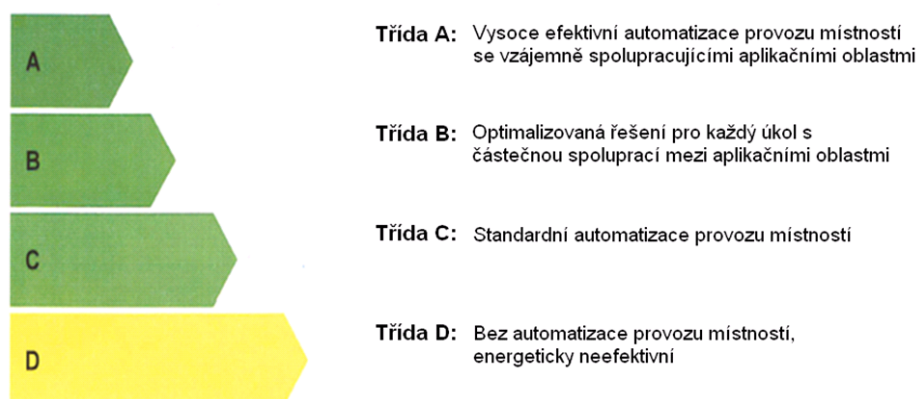 A
Třída A: Vysoce efektivní automatizace provozu místností
se vzájemně spolupracujícími aplikačními oblastmi
B
Třída B: Optimalizovaná řešení pro každý úkol s
částečnou spoluprací mezi aplikačními oblastmi
C
Třída C: Standardní automatizace provozu místností
D
Třída D: Bez automatizace provozu místností,
energeticky neefektivní